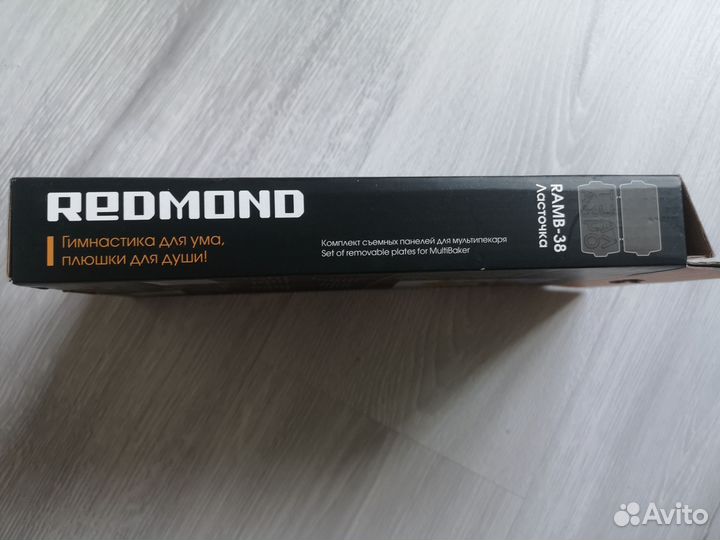 REDMOND
Гимнастика для ума,
плюшки для души!
Комплект съемных панелей для мультипекаря
Set of removable plates for MultiBaker
RAMB-38
Ласточка
Avito